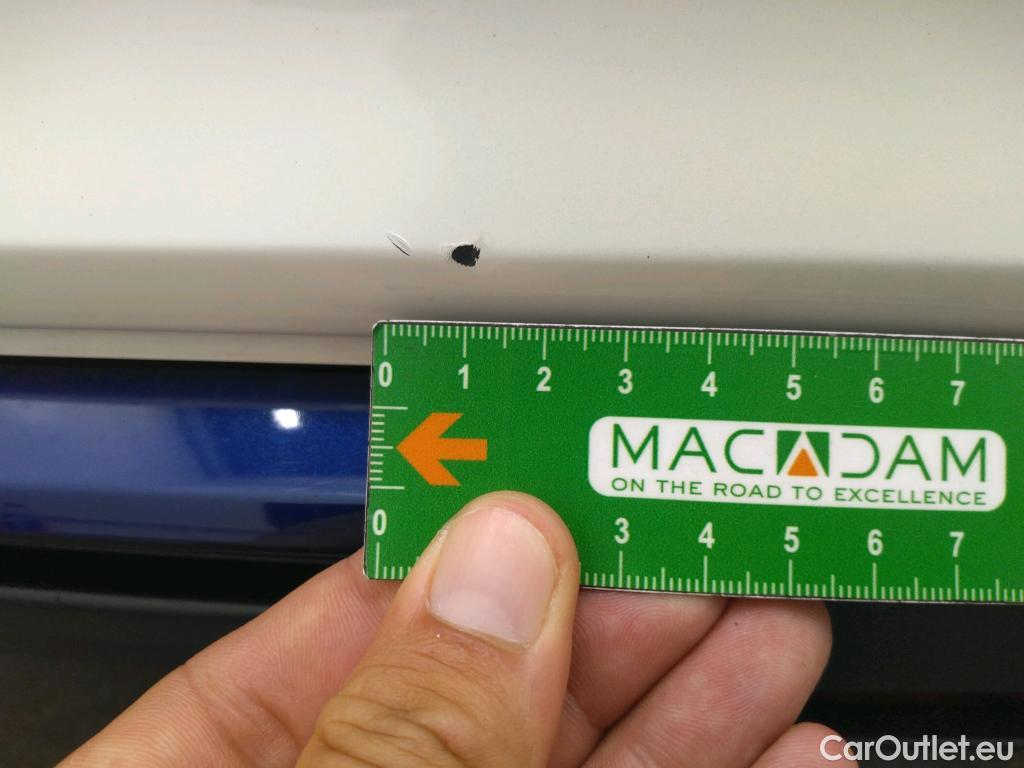 0 1 2 3 4 5 6 7
MACADAM
ON THE ROAD TO EXCELLENCE
0 3 4 5 6 7
CarOutlet.eu